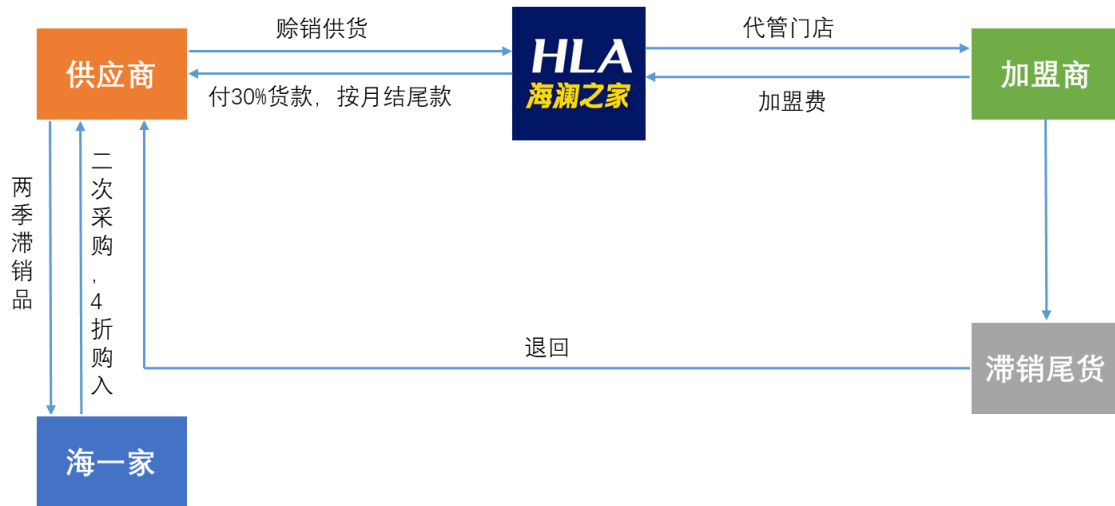 赊销供货
代管门店
供应商
HLA
海澜之家
加盟商
付30%货款，按月结尾款
加盟费
两季滞销品
二次采购，4折购入
退回
滞销尾货
海一家